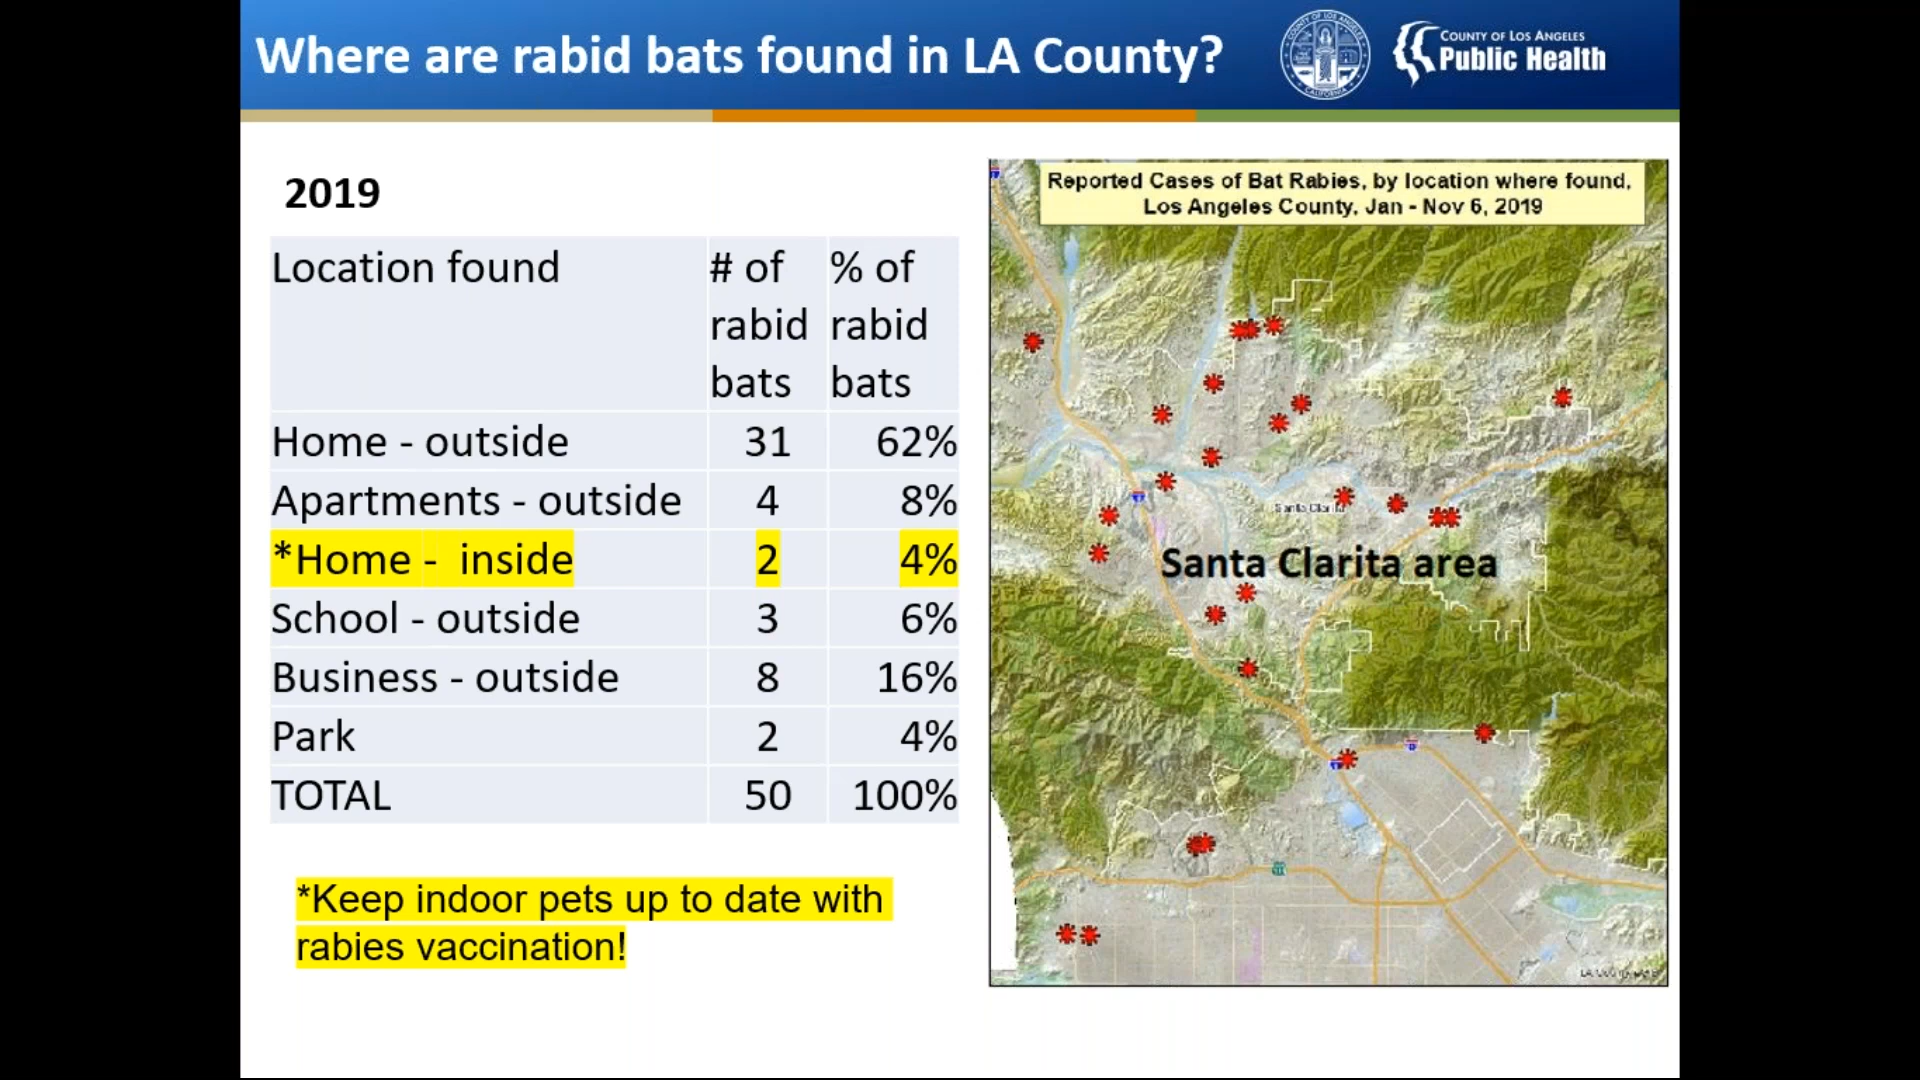 Where are rabid bats found in LA County?
COUNTY OF LOS ANGELES
Public Health
2019
Location found # of rabid bats % of rabid bats
Home - outside 31 62%
Apartments - outside 4 8%
*Home - inside 2 4%
School - outside 3 6%
Business - outside 8 16%
Park 2 4%
TOTAL 50 100%
*Keep indoor pets up to date with
rabies vaccination!
Reported Cases of Bat Rabies, by location where found,
Los Angeles County, Jan - Nov 6, 2019
Santa Clarita
Santa Clarita area